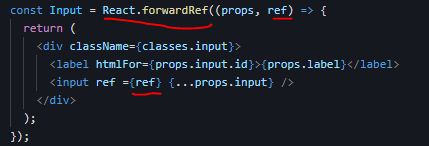 const Input = React.forwardRef((props, ref) => {
return (
<div className={classes.input}>
<label htmlFor={props.input.id}>{props.label}</label>
<input ref ={ref} {...props.input} />
</div>
);
});